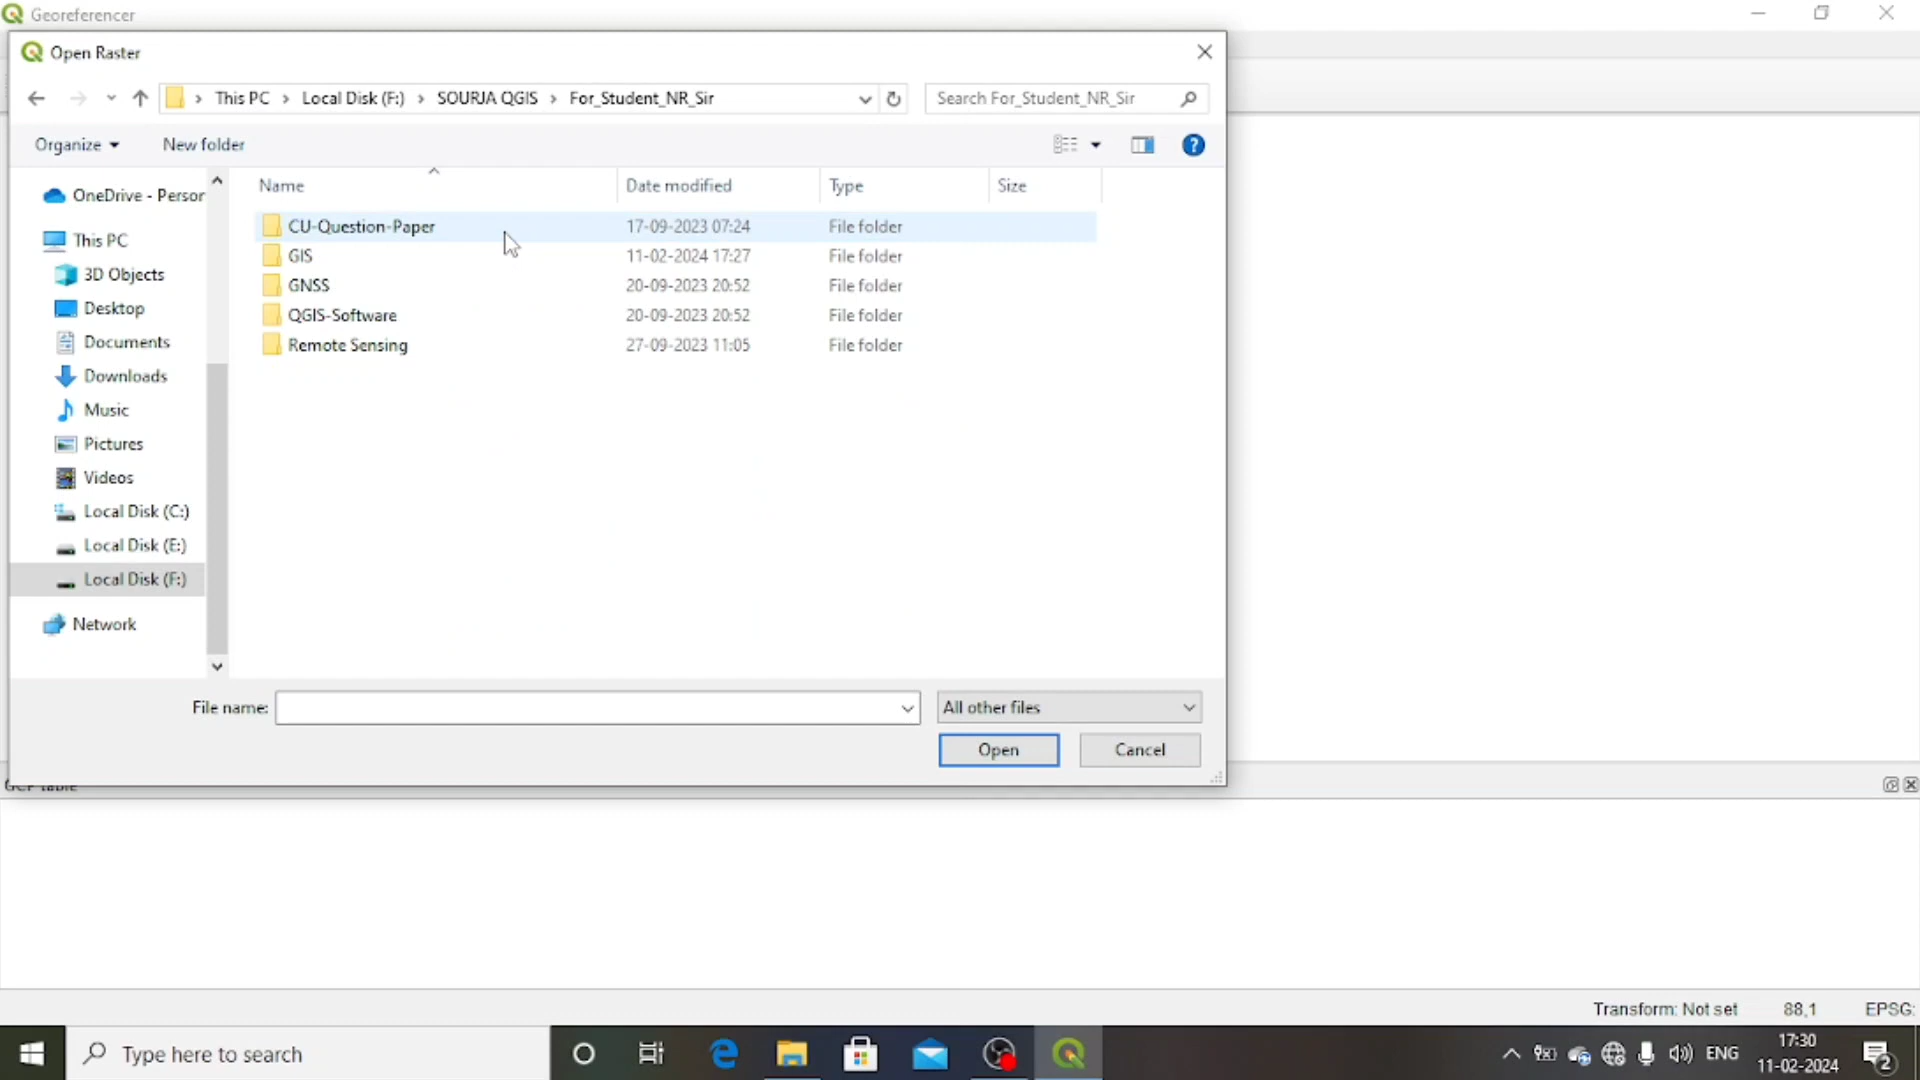 Georeferencer
Open Raster
This PC > Local Disk (F:) > SOURJA QGIS > For_Student_NR_Sir
Search For_Student_NR_Sir
Organize
New folder
Name
Date modified
Type
Size
OneDrive - Person
This PC
3D Objects
Desktop
Documents
Downloads
Music
Pictures
Videos
Local Disk (C:)
Local Disk (E:)
Local Disk (F:)
Network
CU-Question-Paper 17-09-2023 07:24 File folder
GIS 11-02-2024 17:27 File folder
GNSS 20-09-2023 20:52 File folder
QGIS-Software 20-09-2023 20:52 File folder
Remote Sensing 27-09-2023 11:05 File folder
File name:
All other files
Open
Cancel
GCP table
Transform: Not set
88,1
EPSG:
Type here to search
ENG
17:30
11-02-2024
2